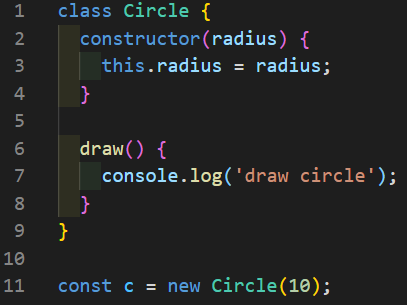 1 class Circle {
2   constructor(radius) {
3     this.radius = radius;
4   }
5
6   draw() {
7     console.log('draw circle');
8   }
9 }
10
11 const c = new Circle(10);